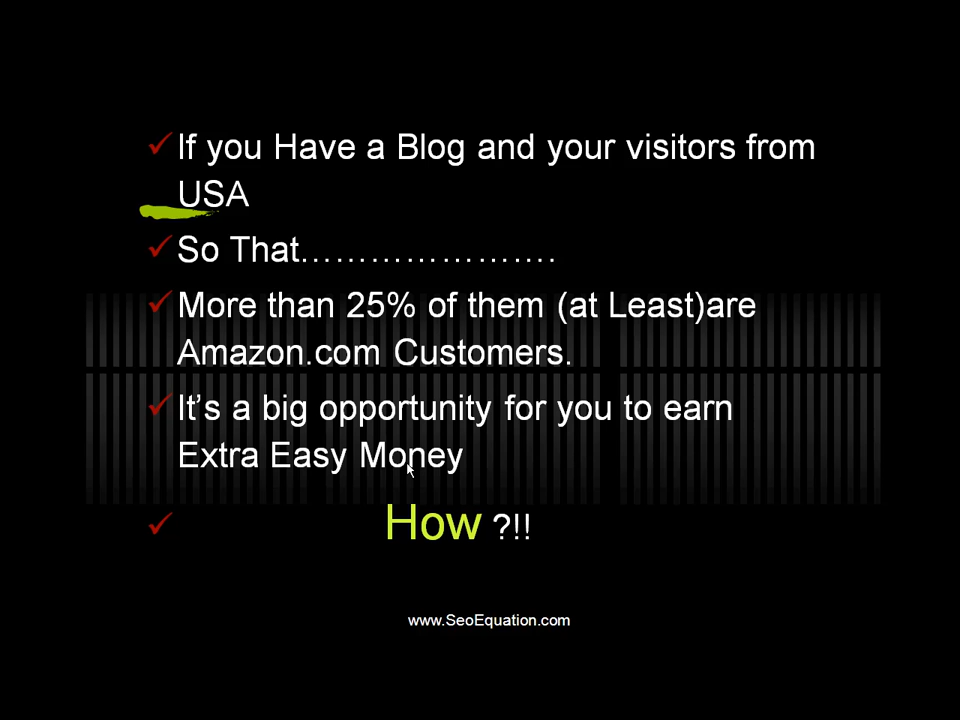 If you Have a Blog and your visitors from
USA
So That………………….
More than 25% of them (at Least)are
Amazon.com Customers.
It’s a big opportunity for you to earn
Extra Easy Money
How ?!!
www.SeoEquation.com